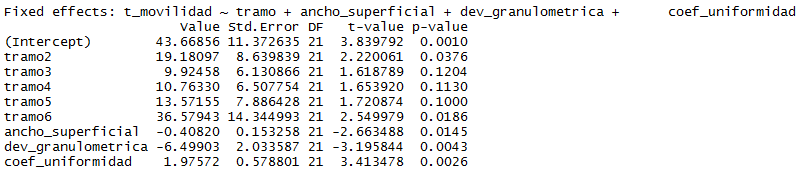 Fixed effects: t_movilidad ~ tramo + ancho_superficial + dev_granulometrica + coef_uniformidad
Value Std.Error DF t-value p-value
(Intercept) 43.66856 11.372635 21 3.839792 0.0010
tramo2 19.18097 8.639839 21 2.220061 0.0376
tramo3 9.92458 6.130866 21 1.618789 0.1204
tramo4 10.76330 6.507754 21 1.653920 0.1130
tramo5 13.57155 7.886428 21 1.720874 0.1000
tramo6 36.57943 14.344993 21 2.549979 0.0186
ancho_superficial -0.40820 0.153258 21 -2.663488 0.0145
dev_granulometrica -6.49903 2.033587 21 -3.195844 0.0043
coef_uniformidad 1.97572 0.578801 21 3.413478 0.0026